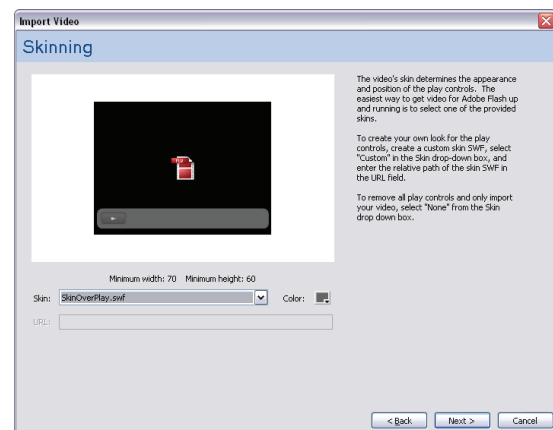 Import Video
Skinning
The video's skin determines the appearance
and position of the play controls. The
easiest way to get video for Adobe Flash up
and running is to select one of the provided
skins.
To create your own look for the play
controls, create a custom skin SWF, select
"Custom" in the Skin drop-down box, and
enter the relative path of the skin SWF in
the URL field.
To remove all play controls and only import
your video, select "None" from the Skin
drop down box.
Minimum width: 70 Minimum height: 60
Skin: SkinOverPlay.swf Color:
URL:
< Back Next > Cancel